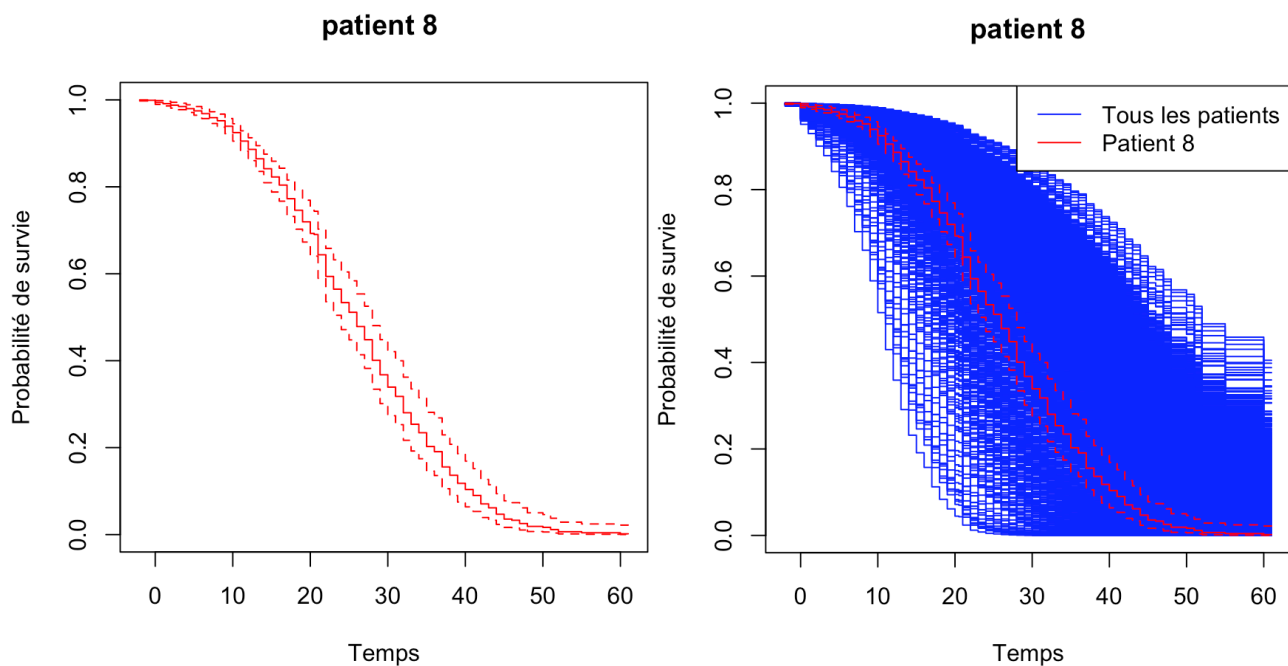 patient 8
Probabilité de survie
1.0
0.8
0.6
0.4
0.2
0.0
0 10 20 30 40 50 60
Temps
patient 8
Tous les patients
Patient 8
Probabilité de survie
1.0
0.8
0.6
0.4
0.2
0.0
0 10 20 30 40 50 60
Temps